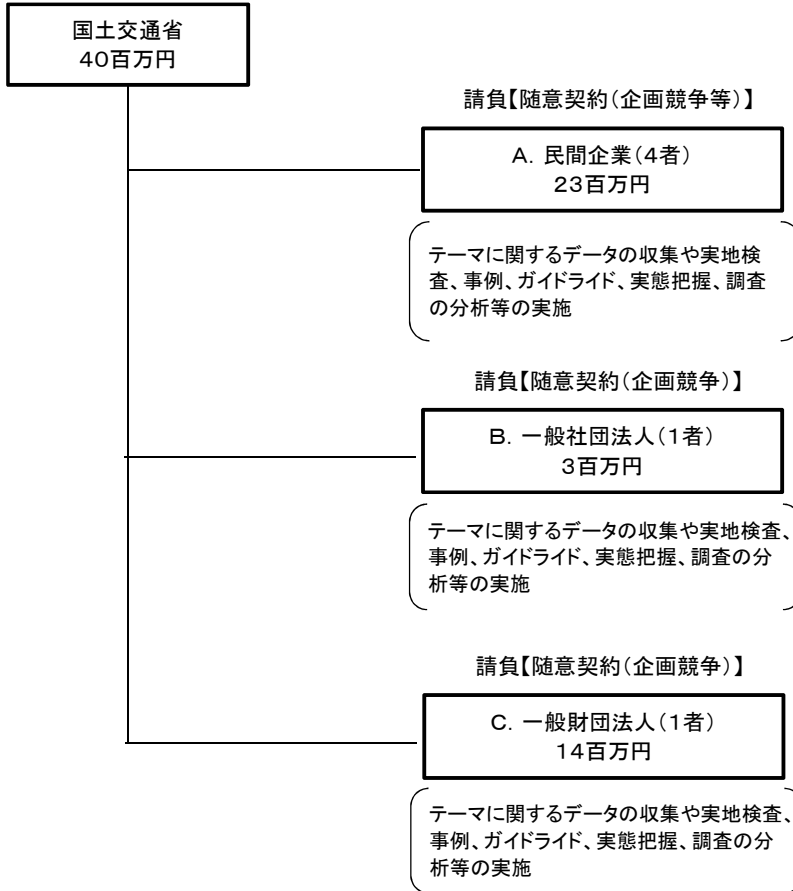 国土交通省
40百万円
請負【随意契約(企画競争等)】
A. 民間企業(4者)
23百万円
テーマに関するデータの収集や実地検
査、事例、ガイドライド、実態把握、調査
の分析等の実施
請負【随意契約(企画競争)】
B. 一般社団法人(1者)
3百万円
テーマに関するデータの収集や実地検査、
事例、ガイドライド、実態把握、調査の分
析等の実施
請負【随意契約(企画競争)】
C. 一般財団法人(1者)
14百万円
テーマに関するデータの収集や実地検査、
事例、ガイドライド、実態把握、調査の分
析等の実施